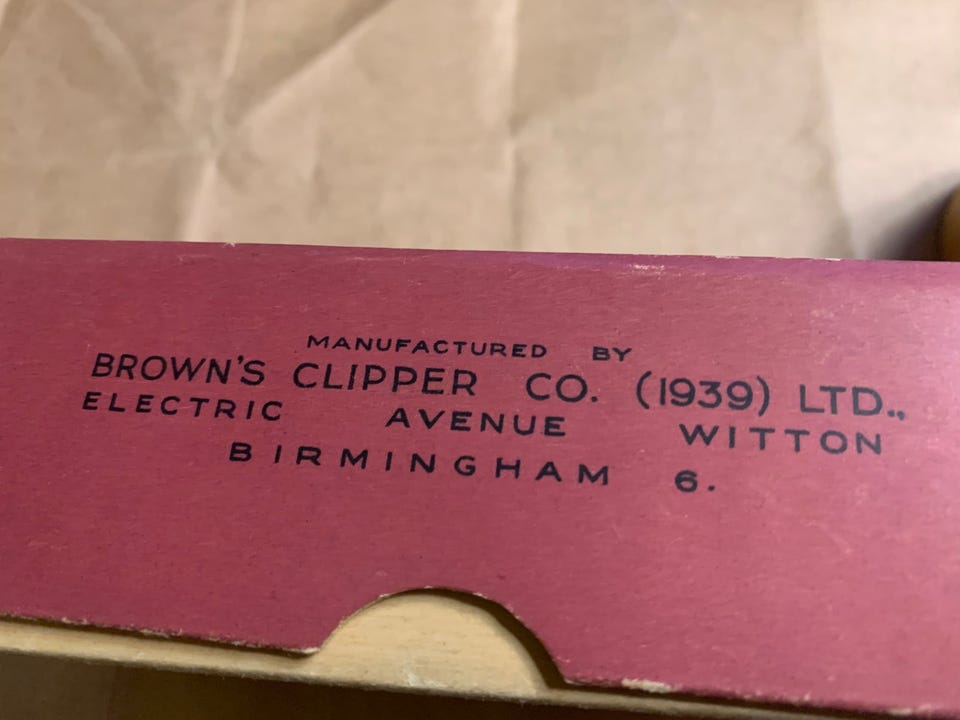 MANUFACTURED BY
BROWN'S CLIPPER CO. (1939) LTD.,
ELECTRIC AVENUE WITTON
BIRMINGHAM 6.